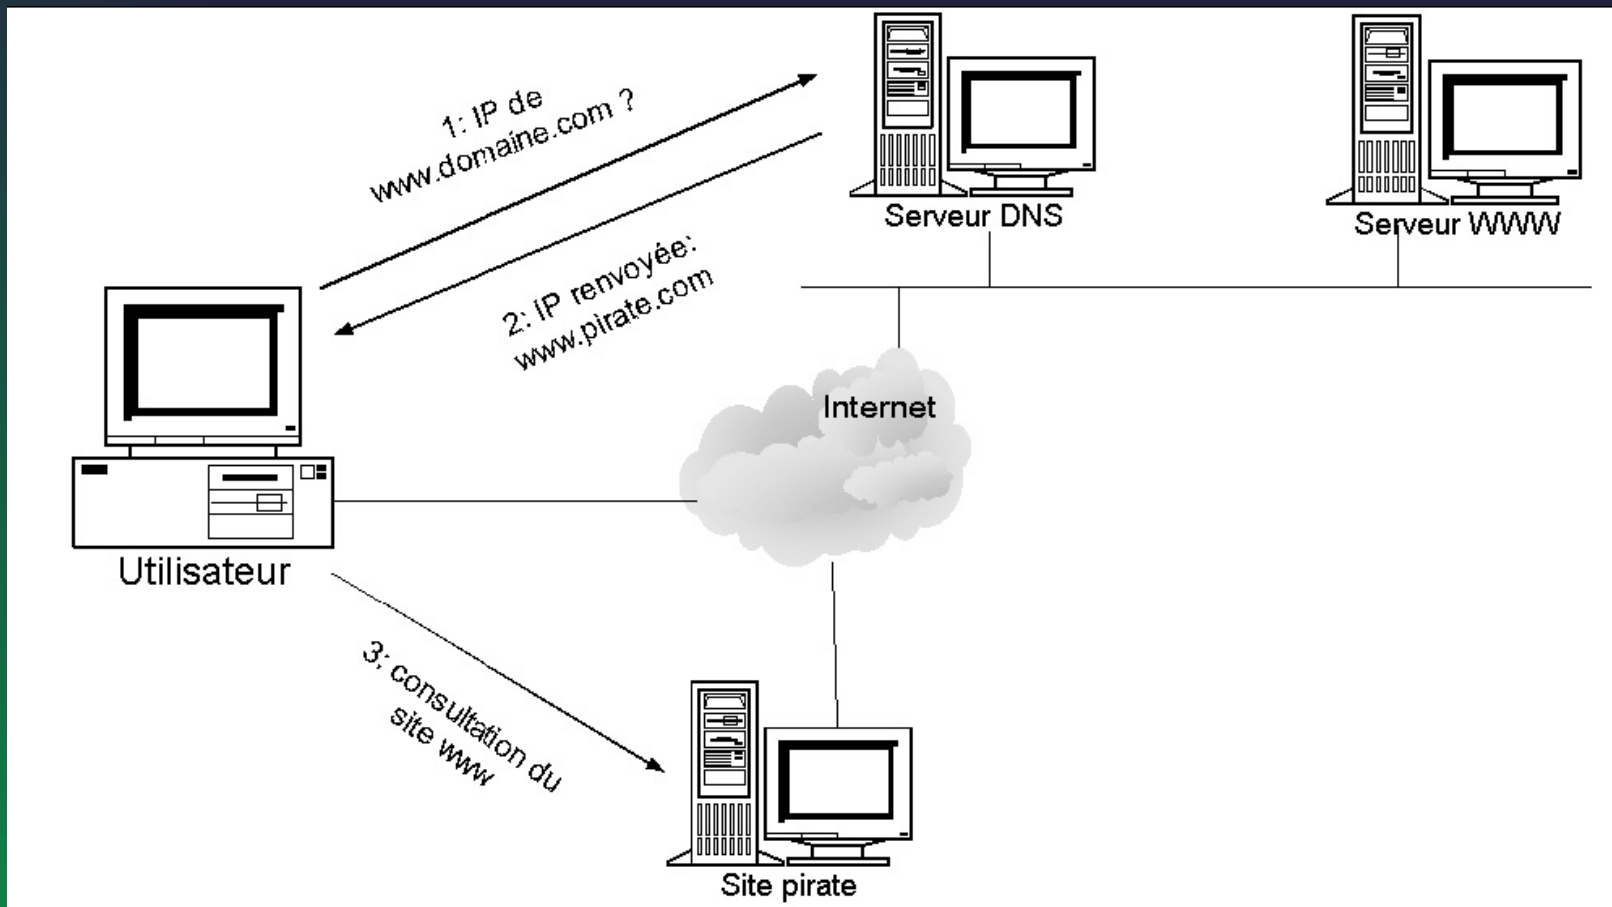 1: IP de
www.domaine.com ?
Serveur DNS
Serveur WWW
2: IP renvoyée:
www.pirate.com
Internet
Utilisateur
3: consultation du
site www
Site pirate